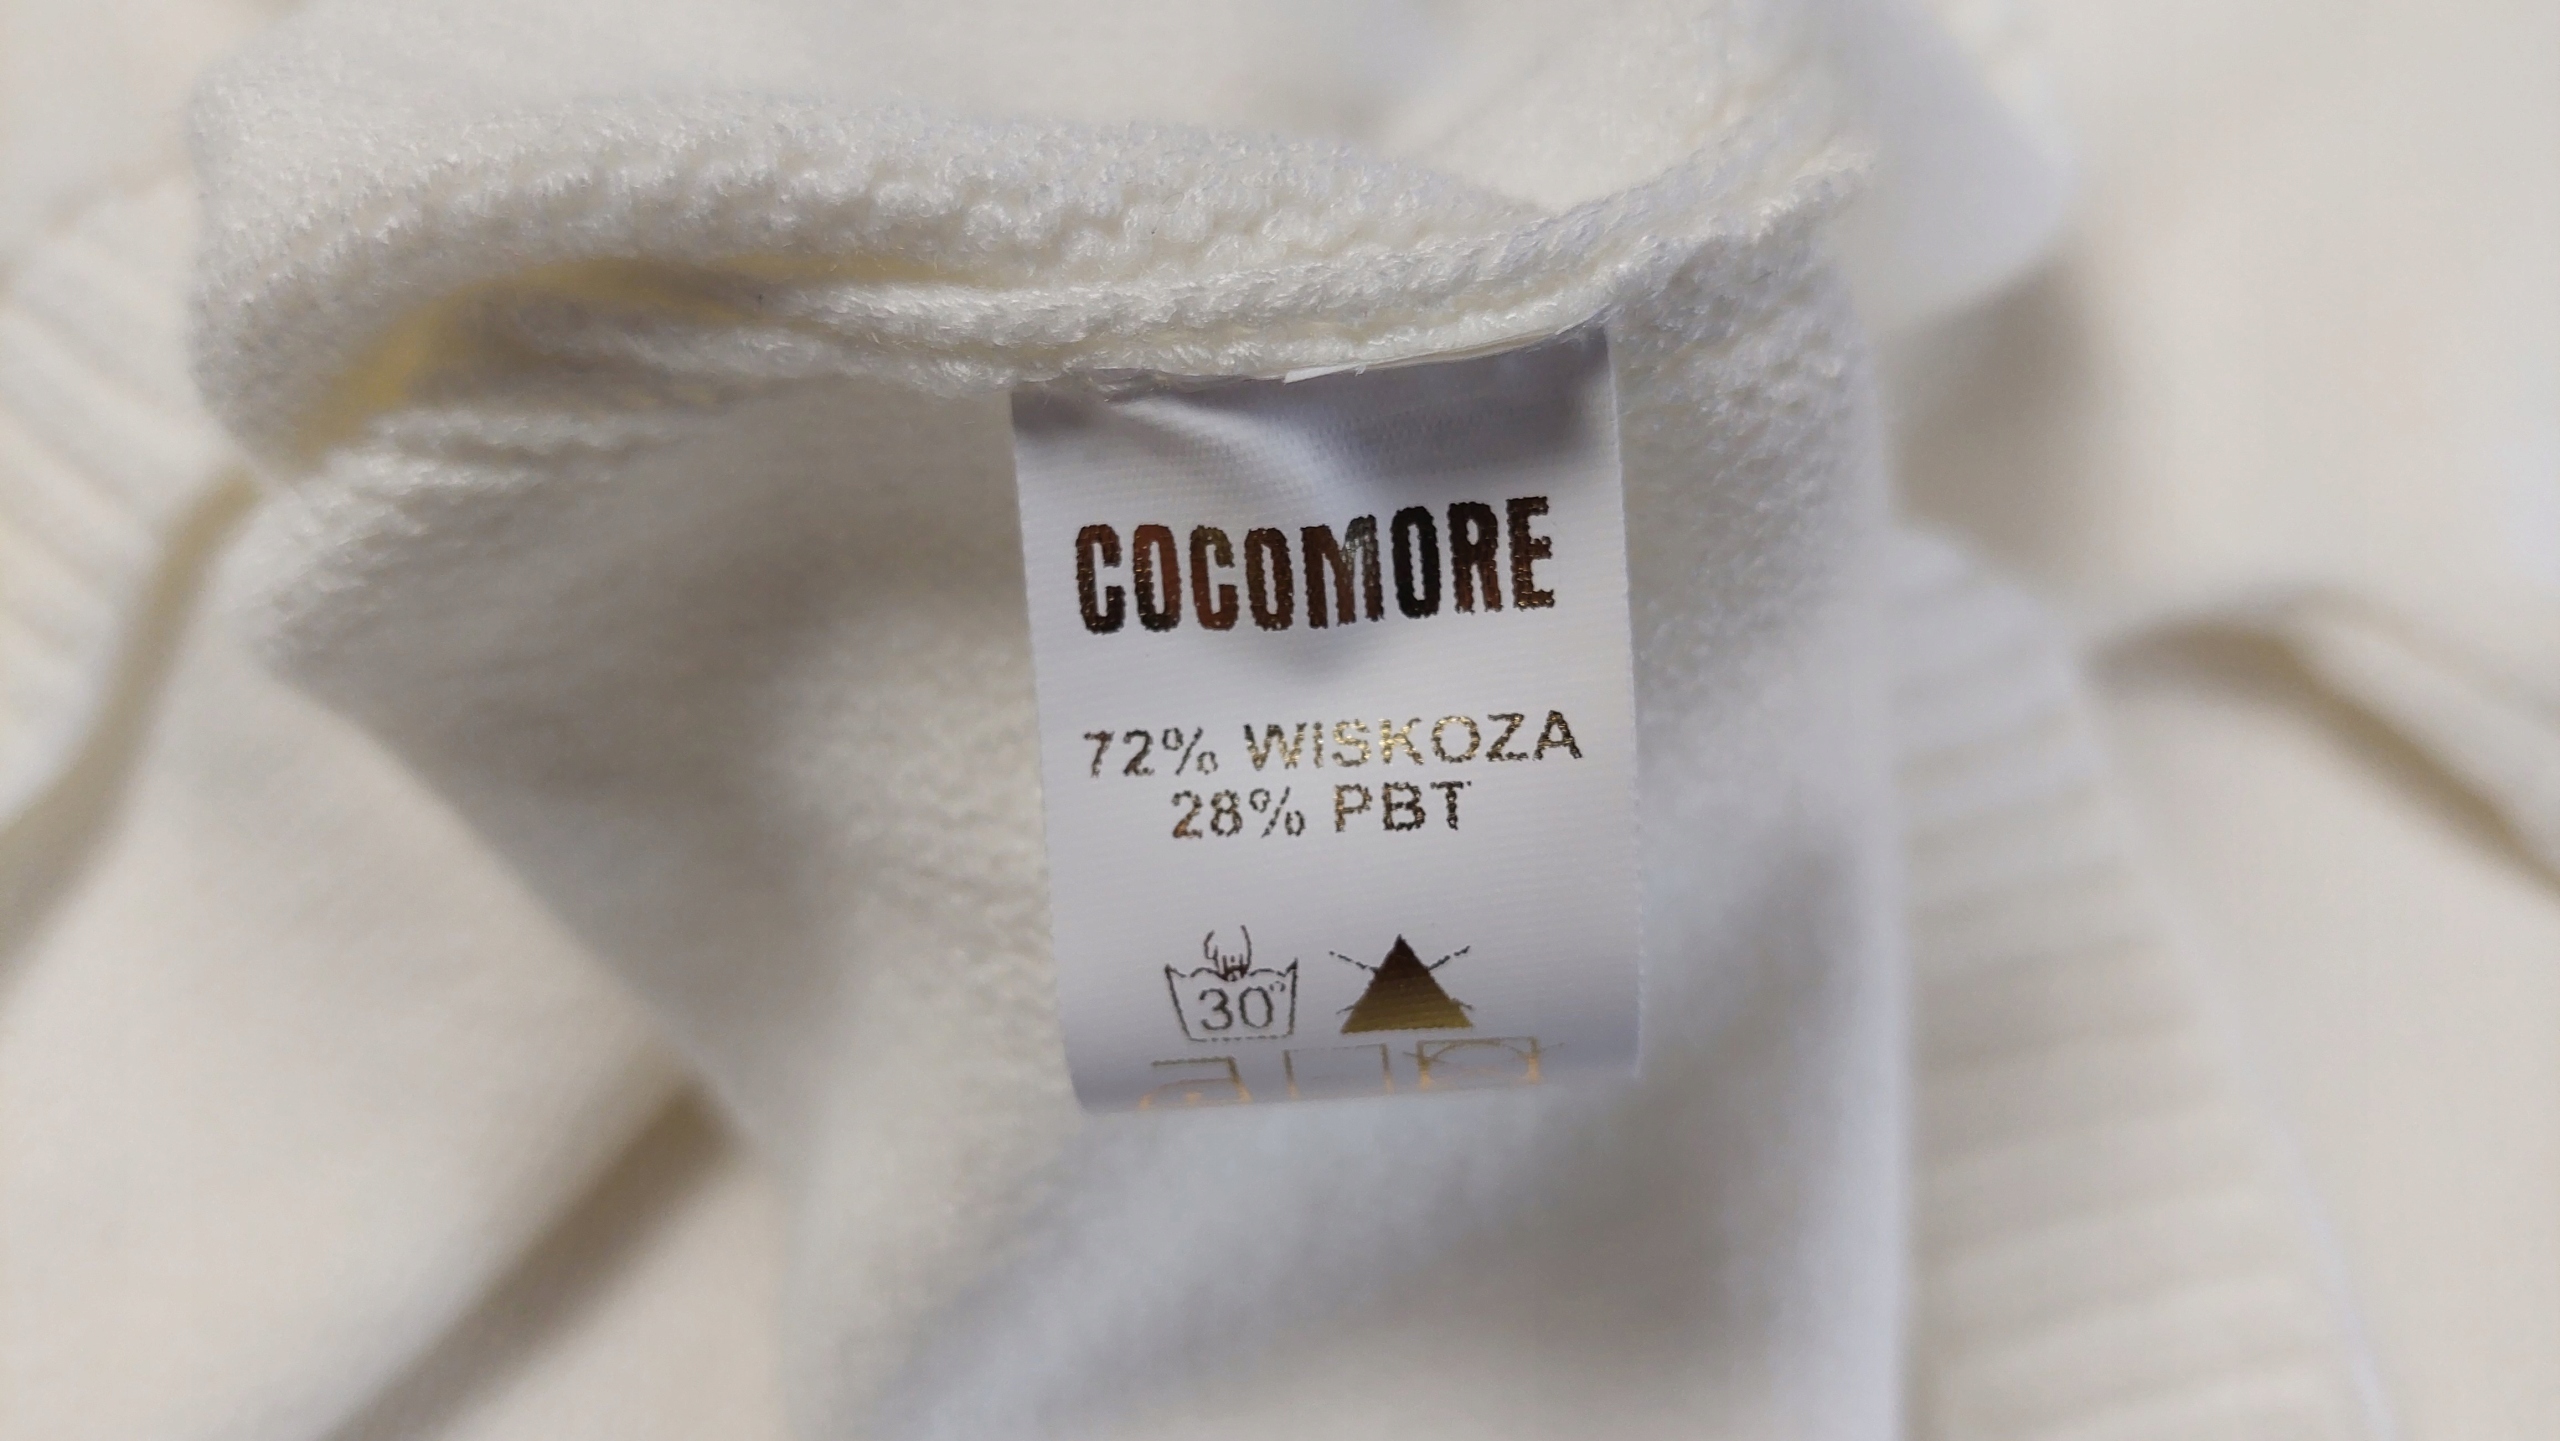 COCOMORE
72% WISKOZA
28% PBT
30°